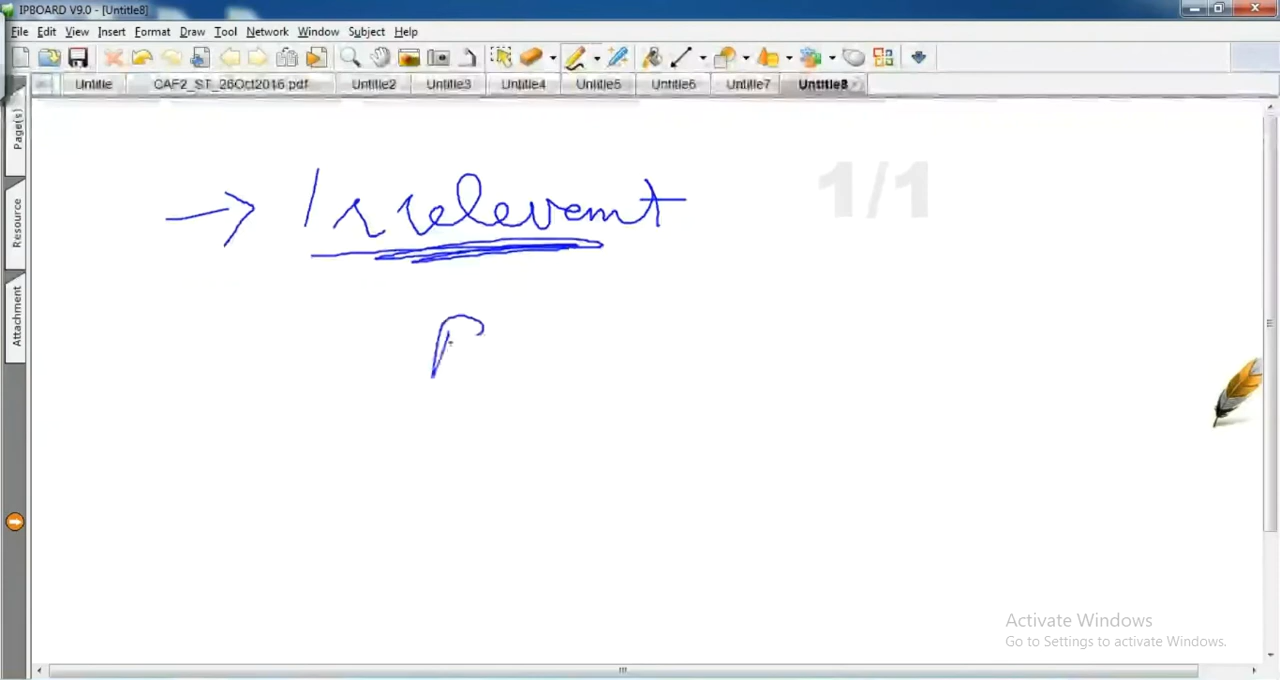 IPBOARD V9.0 - [Untitle8]
File Edit View Insert Format Draw Tool Network Window Subject Help
Untitle CAF2_ST_26Oct2016.pdf Untitle2 Untitle3 Untitle4 Untitle5 Untitle6 Untitle7 Untitle8
Page(s)
Resource
Attachment
1/1
→ Irrelevemt
Activate Windows
Go to Settings to activate Windows.